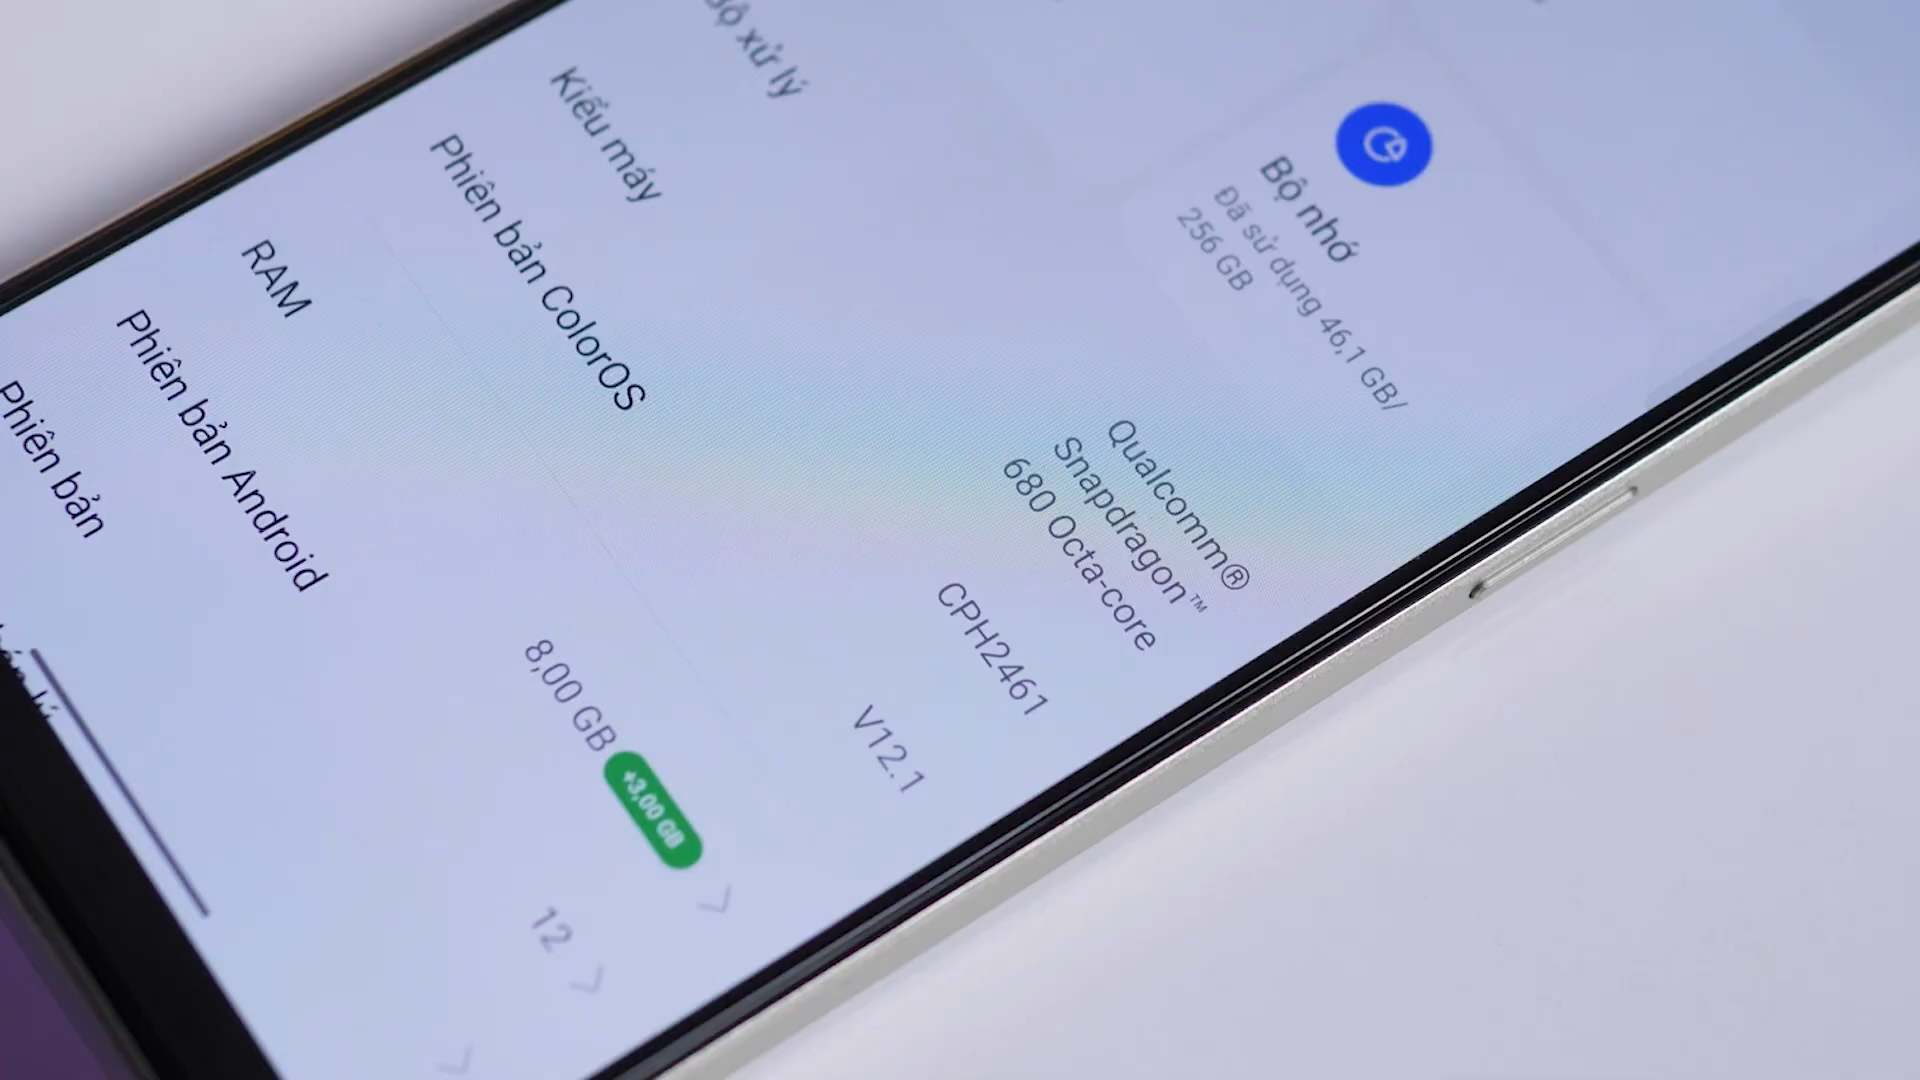 Bộ nhớ
Đã sử dụng 46,1 GB/
256 GB
Bộ xử lý
Qualcomm®
Snapdragon™
680 Octa-core
Kiểu máy
CPH2461
Phiên bản ColorOS
V12.1
RAM
8,00 GB
+3,00 GB
Phiên bản Android
12
Phiên bản